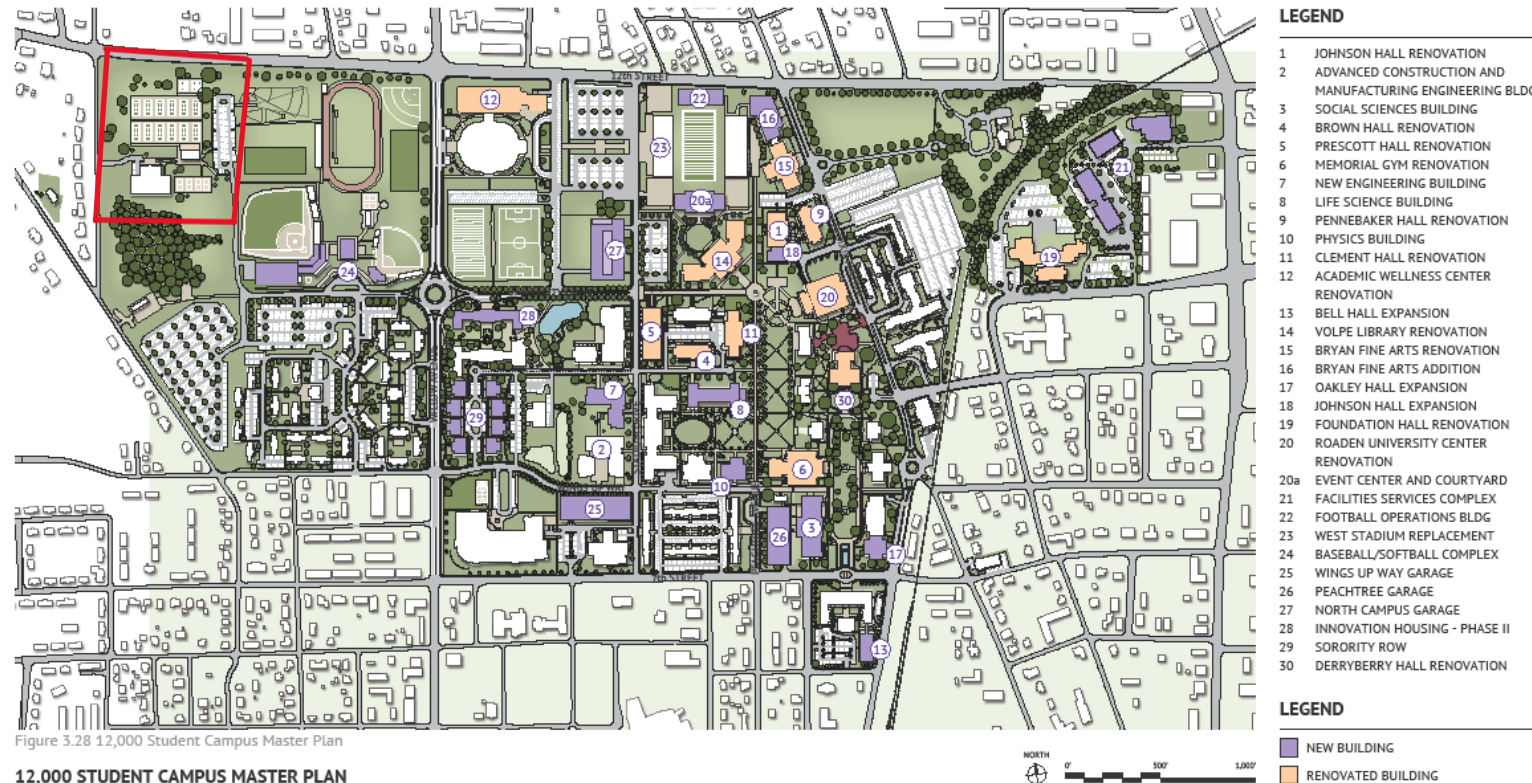 12th STREET
12
22
16
23
15
21
20a
9
1
27
18
19
14
24
20
28
5
11
4
7
30
8
29
2
6
10
25
3
26
17
7th STREET
13
LEGEND
1 JOHNSON HALL RENOVATION
2 ADVANCED CONSTRUCTION AND
MANUFACTURING ENGINEERING BLDG
3 SOCIAL SCIENCES BUILDING
4 BROWN HALL RENOVATION
5 PRESCOTT HALL RENOVATION
6 MEMORIAL GYM RENOVATION
7 NEW ENGINEERING BUILDING
8 LIFE SCIENCE BUILDING
9 PENNEBAKER HALL RENOVATION
10 PHYSICS BUILDING
11 CLEMENT HALL RENOVATION
12 ACADEMIC WELLNESS CENTER
RENOVATION
13 BELL HALL EXPANSION
14 VOLPE LIBRARY RENOVATION
15 BRYAN FINE ARTS RENOVATION
16 BRYAN FINE ARTS ADDITION
17 OAKLEY HALL EXPANSION
18 JOHNSON HALL EXPANSION
19 FOUNDATION HALL RENOVATION
20 ROADEN UNIVERSITY CENTER
RENOVATION
20a EVENT CENTER AND COURTYARD
21 FACILITIES SERVICES COMPLEX
22 FOOTBALL OPERATIONS BLDG
23 WEST STADIUM REPLACEMENT
24 BASEBALL/SOFTBALL COMPLEX
25 WINGS UP WAY GARAGE
26 PEACHTREE GARAGE
27 NORTH CAMPUS GARAGE
28 INNOVATION HOUSING - PHASE II
29 SORORITY ROW
30 DERRYBERRY HALL RENOVATION
LEGEND
NEW BUILDING
RENOVATED BUILDING
Figure 3.28 12,000 Student Campus Master Plan
12,000 STUDENT CAMPUS MASTER PLAN
NORTH
0' 500' 1,000'